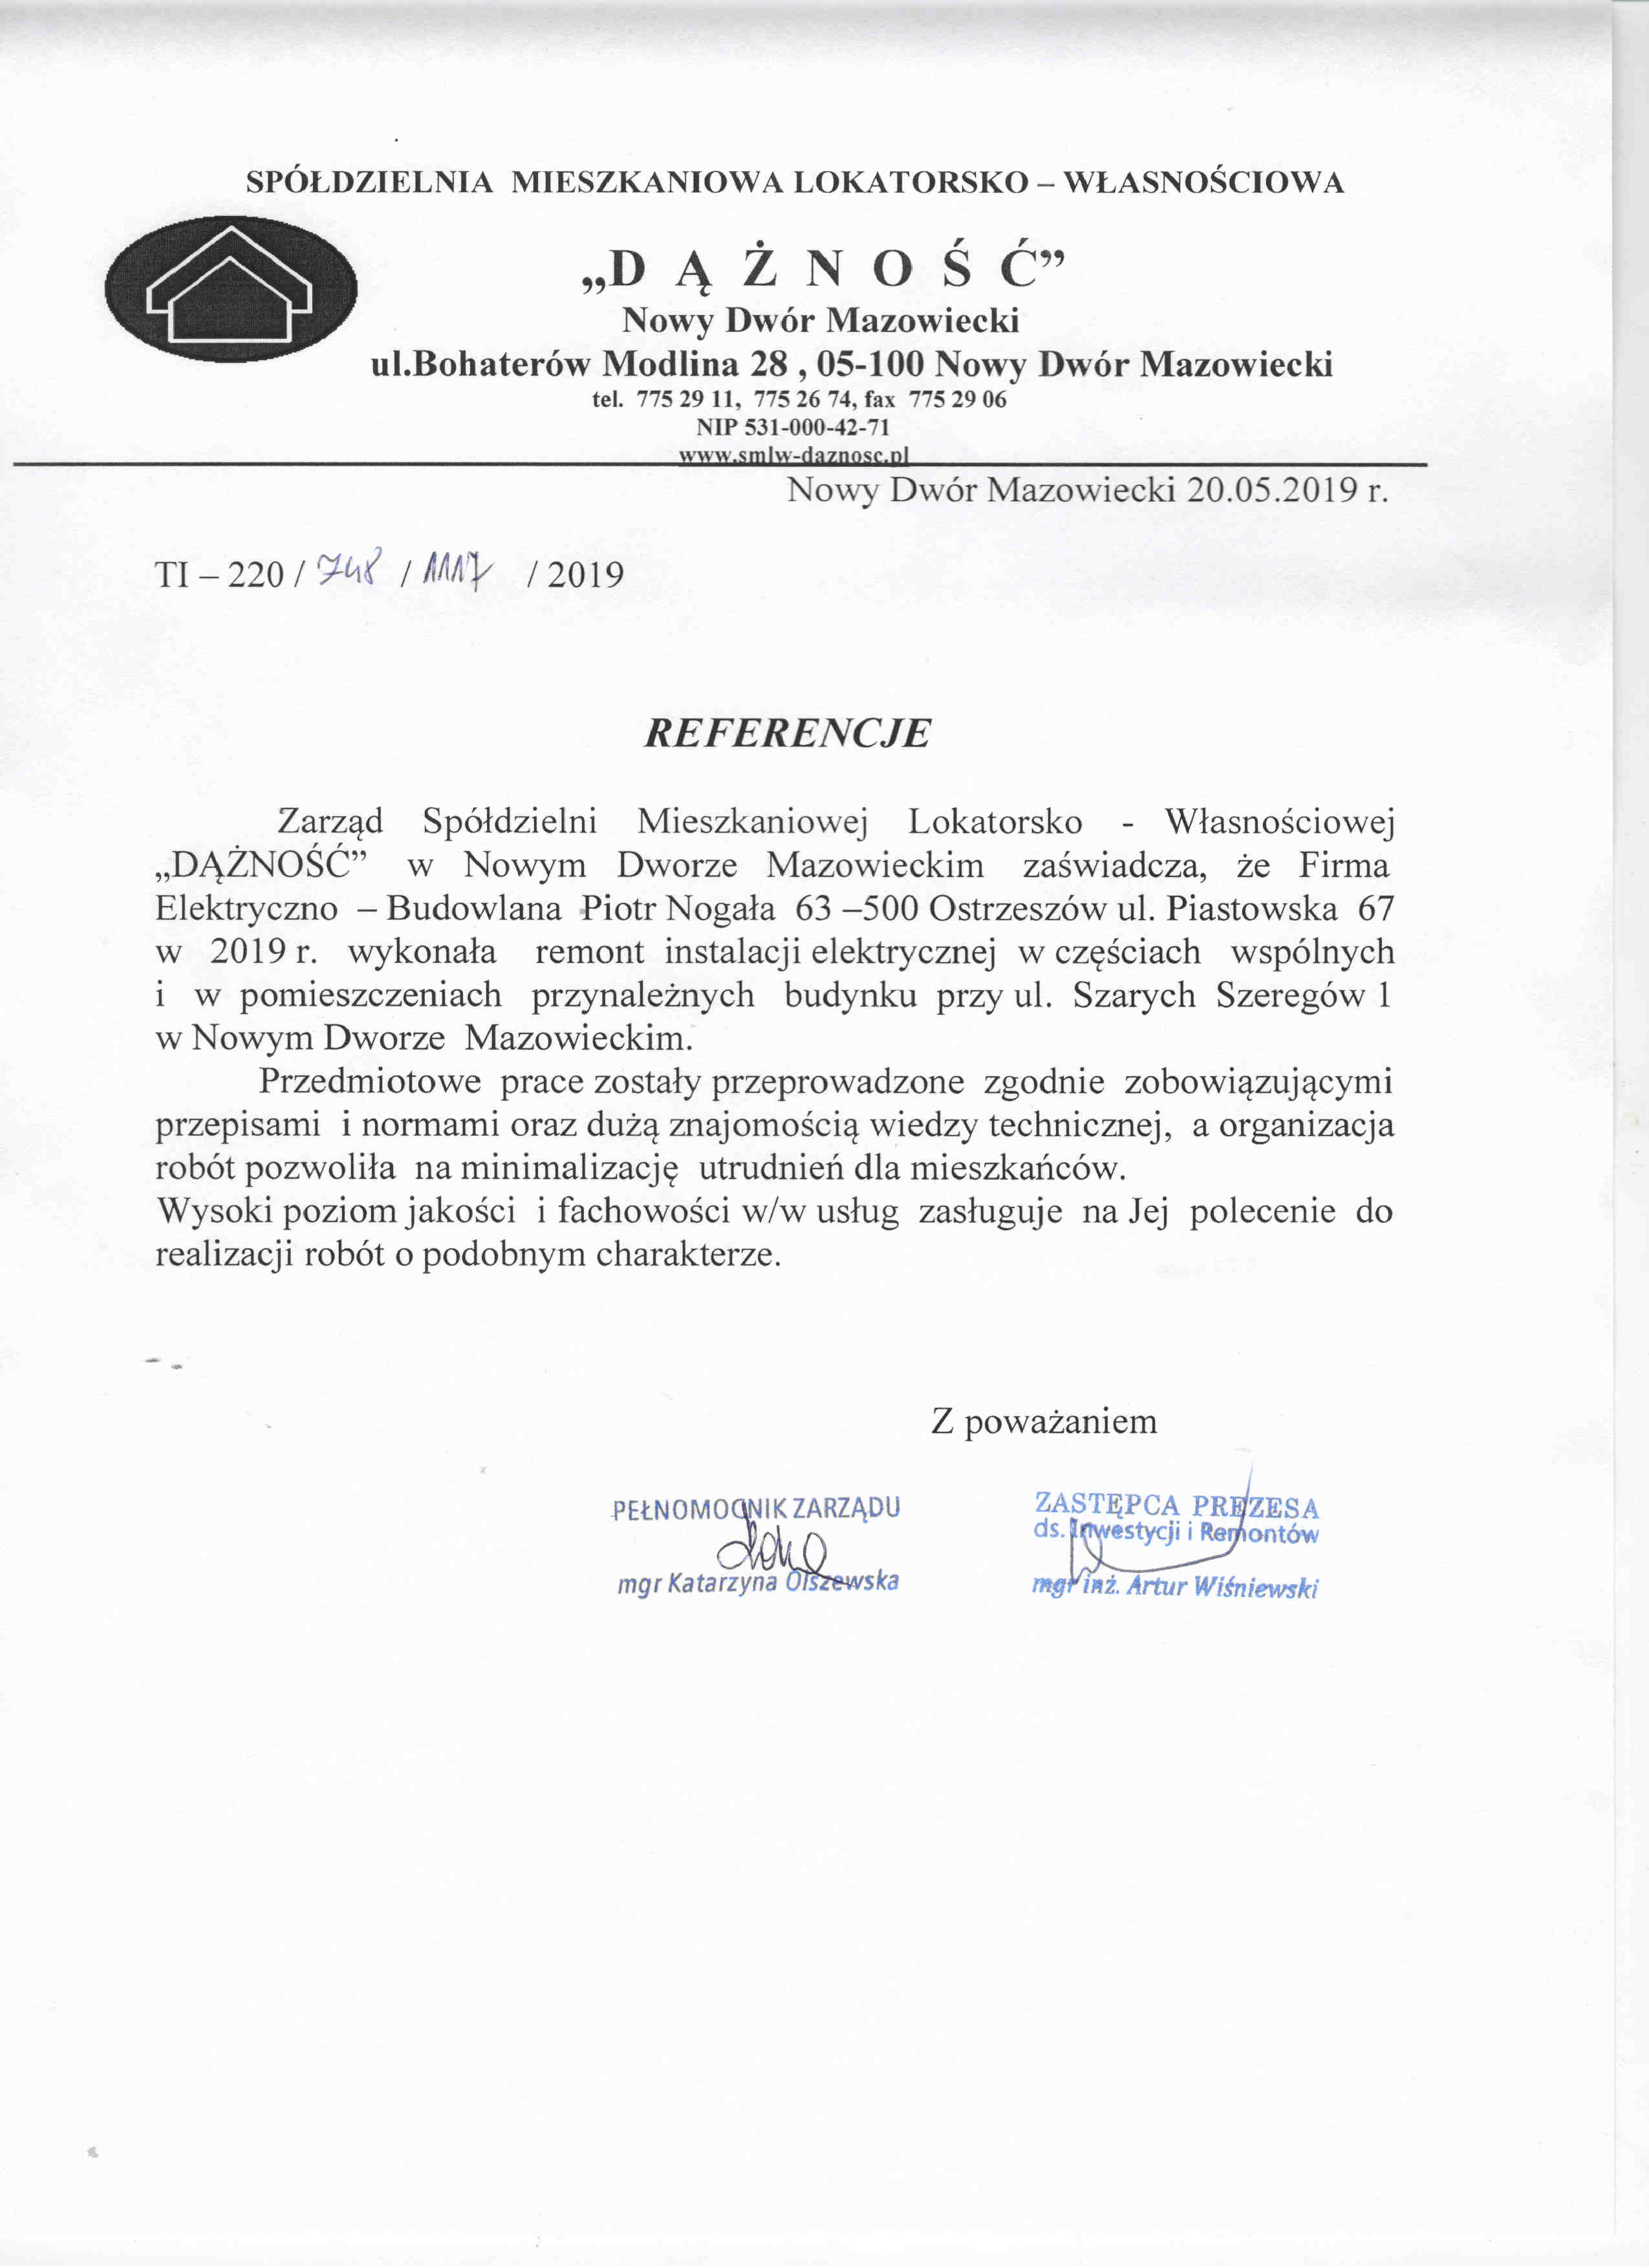 SPÓŁDZIELNIA MIESZKANIOWA LOKATORSKO – WŁASNOŚCIOWA
„D Ą Ż N O Ś Ć”
Nowy Dwór Mazowiecki
ul.Bohaterów Modlina 28 , 05-100 Nowy Dwór Mazowiecki
tel. 775 29 11, 775 26 74, fax 775 29 06
NIP 531-000-42-71
www.smlw-daznosc.pl
Nowy Dwór Mazowiecki 20.05.2019 r.
TI – 220 / 748 / 1117 / 2019
REFERENCJE
Zarząd Spółdzielni Mieszkaniowej Lokatorsko - Własnościowej
„DĄŻNOŚĆ” w Nowym Dworze Mazowieckim zaświadcza, że Firma
Elektryczno – Budowlana Piotr Nogała 63 –500 Ostrzeszów ul. Piastowska 67
w 2019 r. wykonała remont instalacji elektrycznej w częściach wspólnych
i w pomieszczeniach przynależnych budynku przy ul. Szarych Szeregów 1
w Nowym Dworze Mazowieckim.
Przedmiotowe prace zostały przeprowadzone zgodnie zobowiązującymi
przepisami i normami oraz dużą znajomością wiedzy technicznej, a organizacja
robót pozwoliła na minimalizację utrudnień dla mieszkańców.
Wysoki poziom jakości i fachowości w/w usług zasługuje na Jej polecenie do
realizacji robót o podobnym charakterze.
Z poważaniem
PEŁNOMOCNIK ZARZĄDU
mgr Katarzyna Olszewska
ZASTĘPCA PREZESA
ds. Inwestycji i Remontów
mgr inż. Artur Wiśniewski